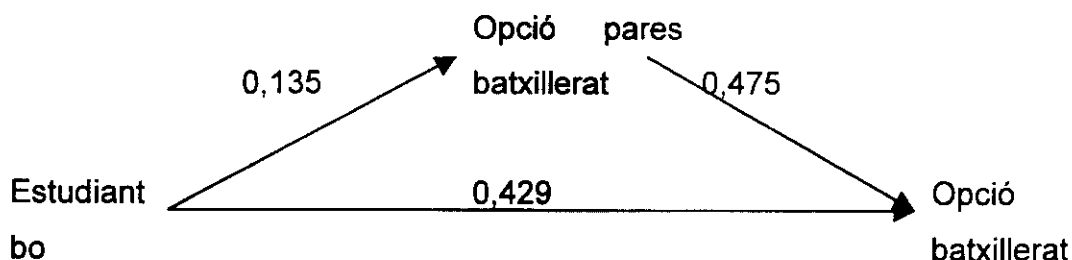 Opció pares
batxillerat
0,135
0,475
Estudiant
bo
0,429
Opció
batxillerat